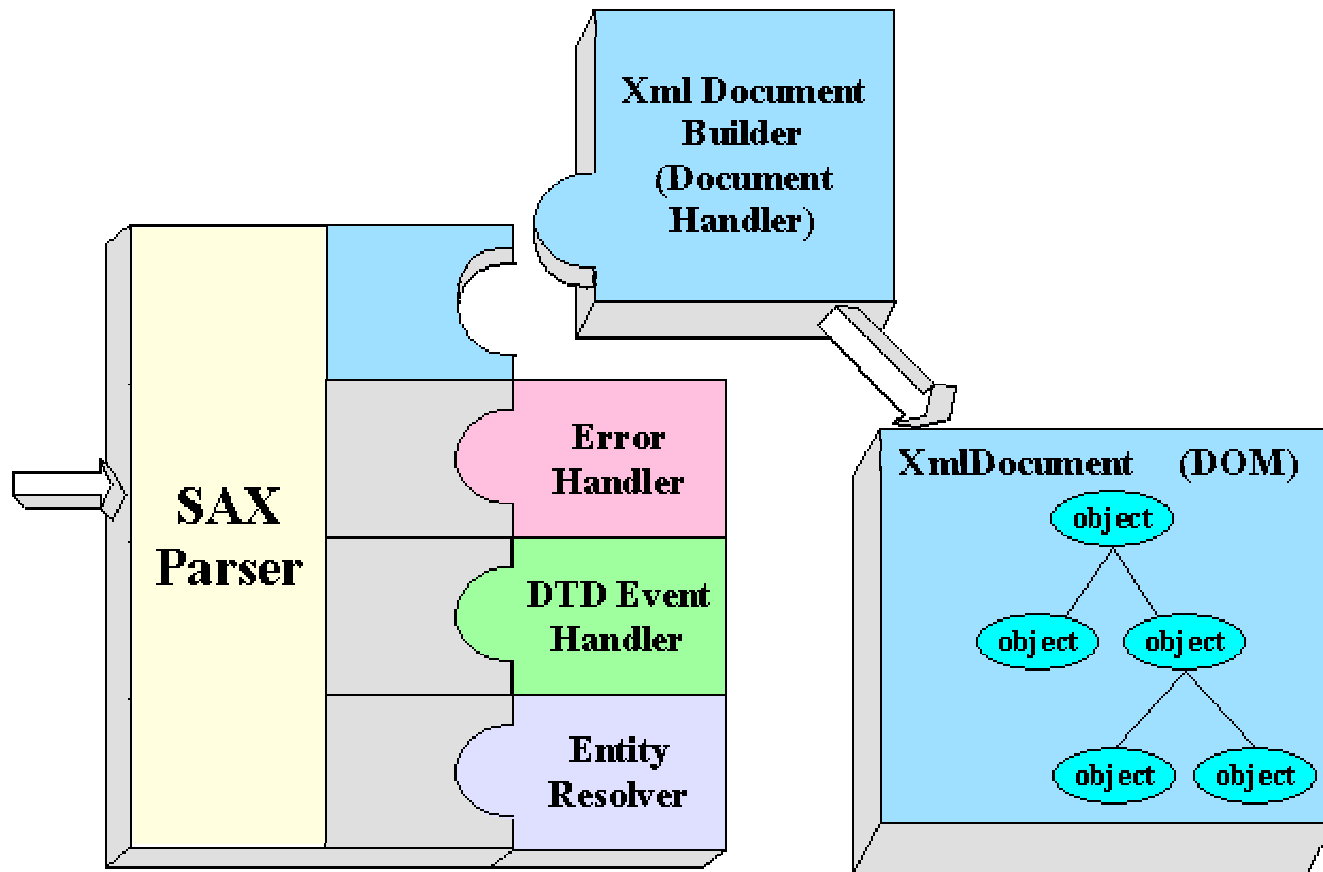 Xml Document
Builder
(Document
Handler)
SAX
Parser
Error
Handler
DTD Event
Handler
Entity
Resolver
XmlDocument (DOM)
object
object object
object object